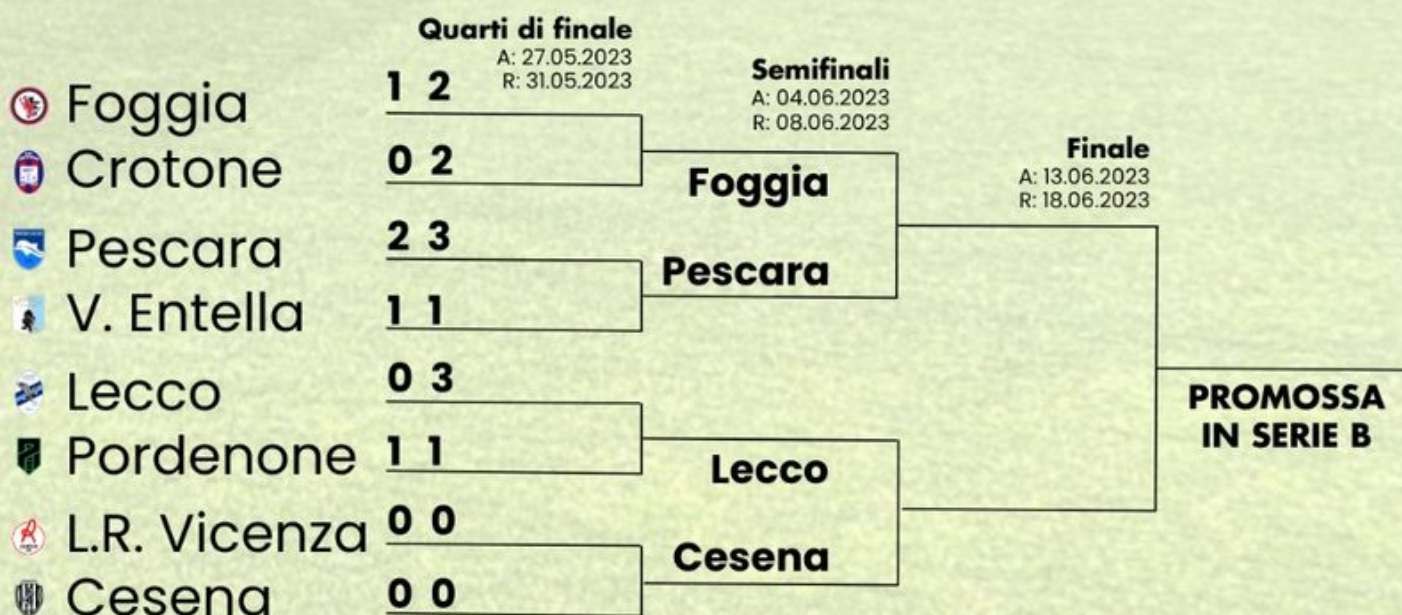 Quarti di finale
A: 27.05.2023
R: 31.05.2023
Semifinali
A: 04.06.2023
R: 08.06.2023
Finale
A: 13.06.2023
R: 18.06.2023
Foggia 1 2
Crotone 0 2
Pescara 2 3
V. Entella 1 1
Lecco 0 3
Pordenone 1 1
L.R. Vicenza 0 0
Cesena 0 0
Foggia
Pescara
Lecco
Cesena
PROMOSSA
IN SERIE B